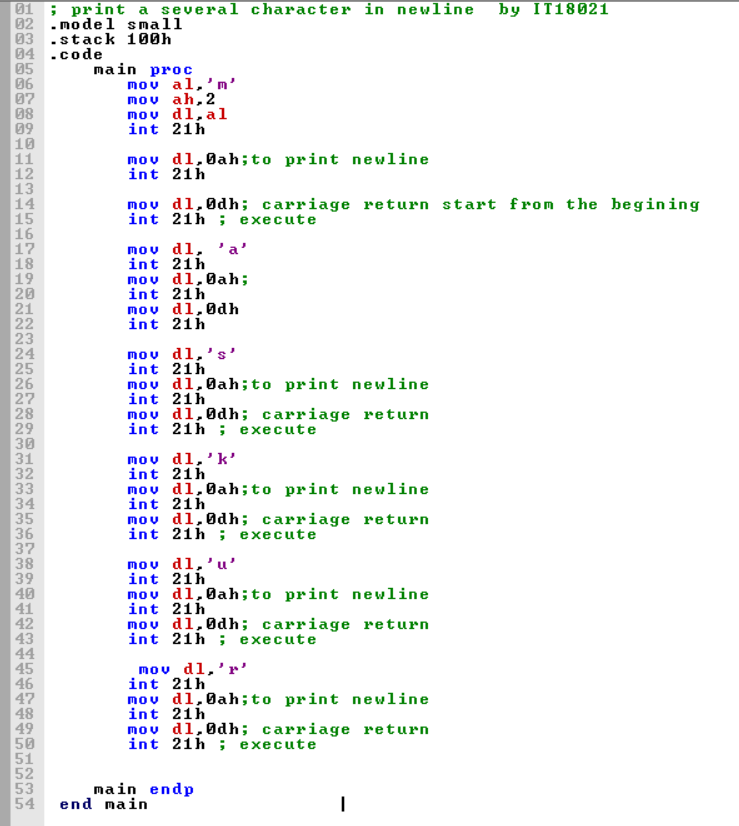 01 ; print a several character in newline  by IT18021
02 .model small
03 .stack 100h
04 .code
05     main proc
06        mov al,'m'
07        mov ah,2
08        mov dl,al
09        int 21h
10
11        mov dl,0ah;to print newline
12        int 21h
13
14        mov dl,0dh; carriage return start from the begining
15        int 21h ; execute
16
17        mov dl, 'a'
18        int 21h
19        mov dl,0ah;
20        int 21h
21        mov dl,0dh
22        int 21h
23
24        mov dl,'s'
25        int 21h
26        mov dl,0ah;to print newline
27        int 21h
28        mov dl,0dh; carriage return
29        int 21h ; execute
30
31        mov dl,'k'
32        int 21h
33        mov dl,0ah;to print newline
34        int 21h
35        mov dl,0dh; carriage return
36        int 21h ; execute
37
38        mov dl,'u'
39        int 21h
40        mov dl,0ah;to print newline
41        int 21h
42        mov dl,0dh; carriage return
43        int 21h ; execute
44
45         mov dl,'r'
46        int 21h
47        mov dl,0ah;to print newline
48        int 21h
49        mov dl,0dh; carriage return
50        int 21h ; execute
51
52
53     main endp
54  end main